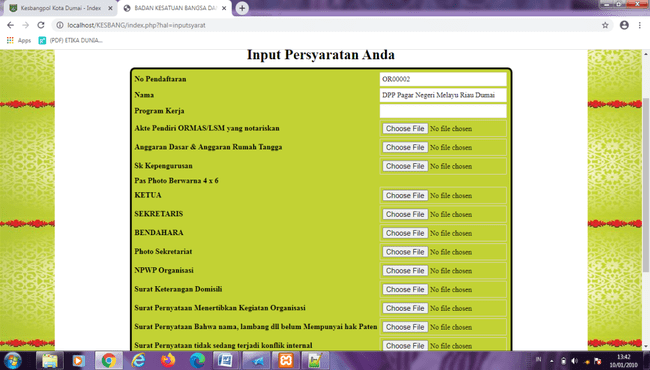 Kesbangpol Kota Dumai - Index
BADAN KESATUAN BANGSA DA
localhost/KESBANG/index.php?hal=inputsyarat
Apps
(PDF) ETIKA DUNIA...
Input Persyaratan Anda
No Pendaftaran OR00002
Nama DPP Pagar Negeri Melayu Riau Dumai
Program Kerja
Akte Pendiri ORMAS/LSM yang notariskan Choose File No file chosen
Anggaran Dasar & Anggaran Rumah Tangga Choose File No file chosen
Sk Kepengurusan Choose File No file chosen
Pas Photo Berwarna 4 x 6
KETUA Choose File No file chosen
SEKRETARIS Choose File No file chosen
BENDAHARA Choose File No file chosen
Photo Sekretariat Choose File No file chosen
NPWP Organisasi Choose File No file chosen
Surat Keterangan Domisili Choose File No file chosen
Surat Pernyataan Menertibkan Kegiatan Organisasi Choose File No file chosen
Surat Pernyataan Bahwa nama, lambang dll belum Mempunyai hak Paten Choose File No file chosen
Surat Pernyataan tidak sedang terjadi konflik internal Choose File No file chosen
IN
13:42
10/01/2010